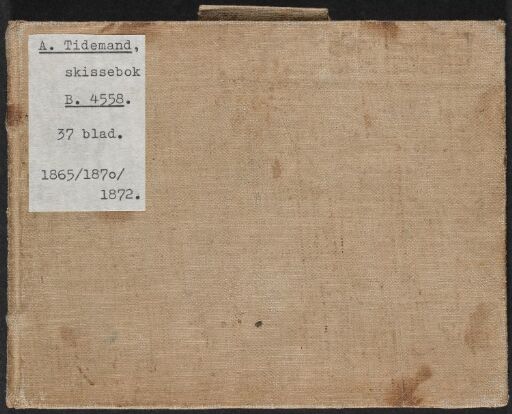 A. Tidemand,
skissebok
B. 4558.
37 blad.
1865/187o/
1872.